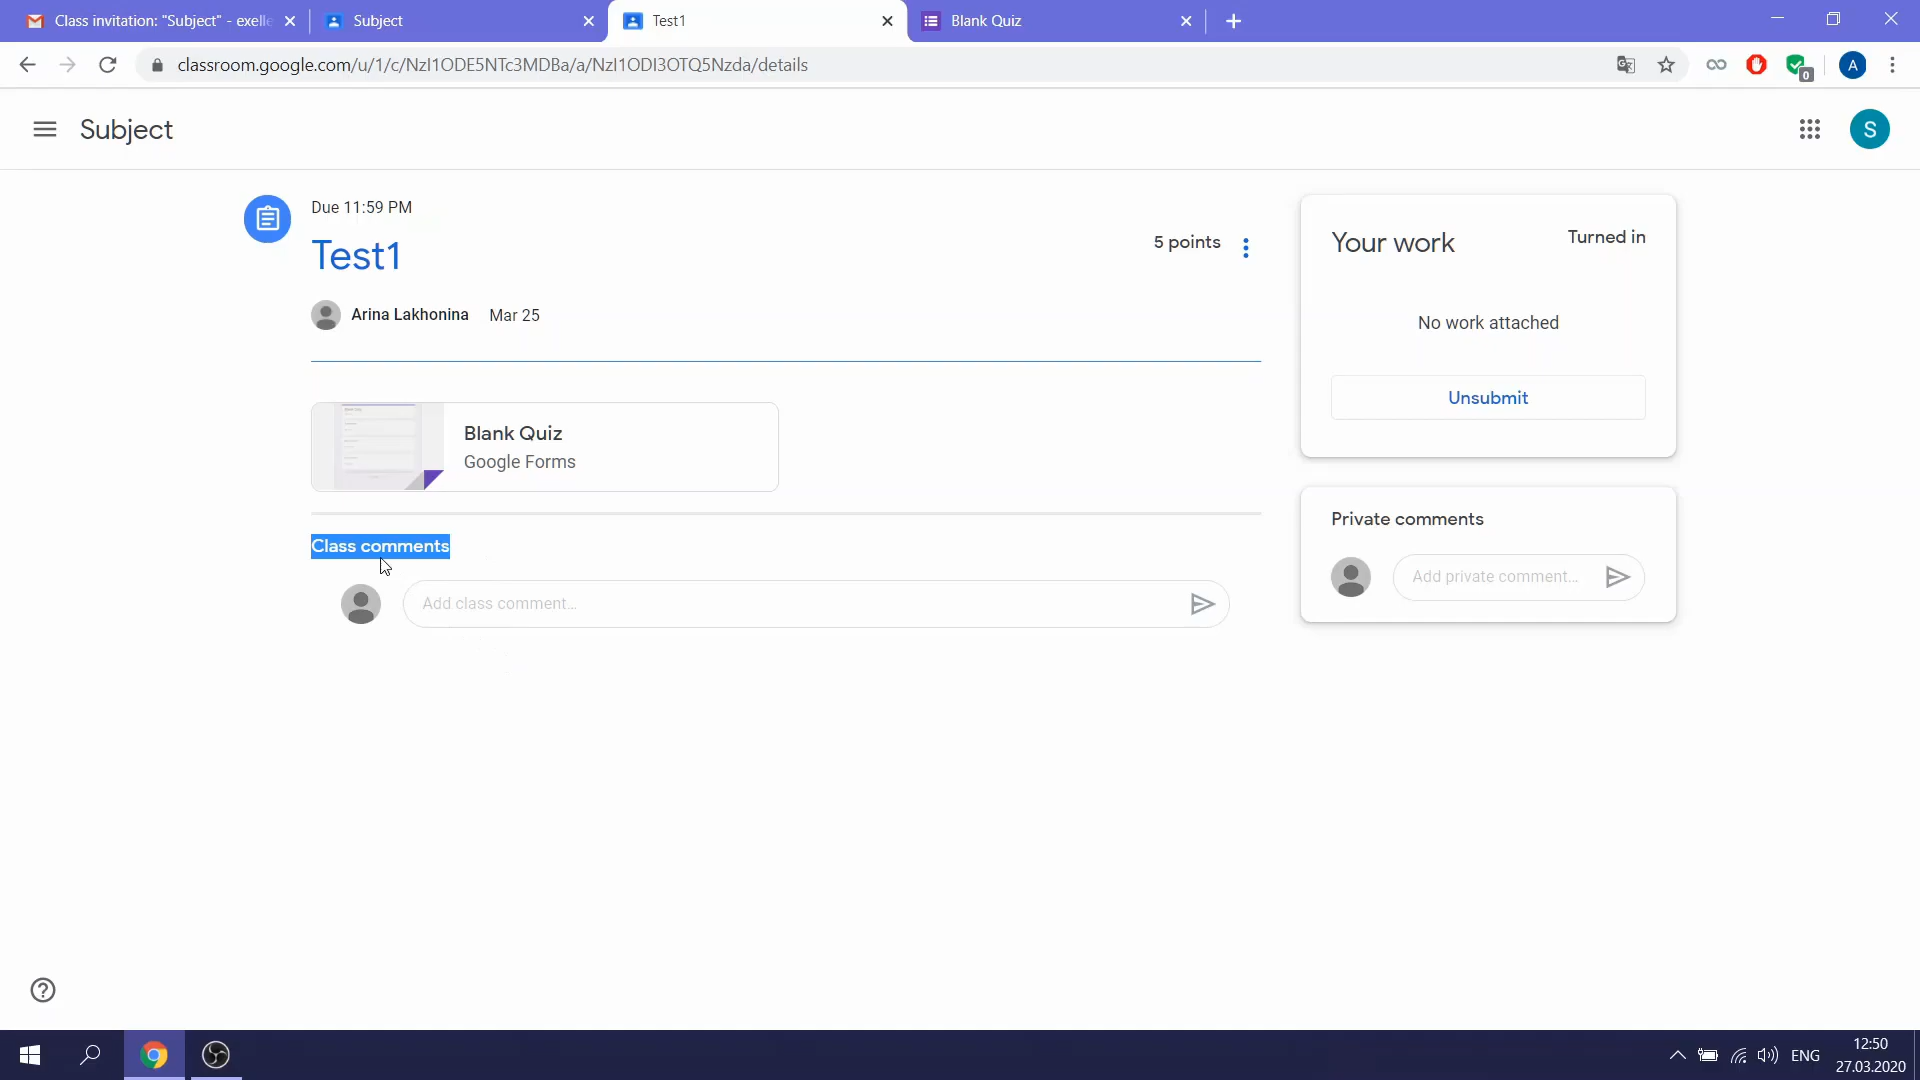 Class invitation: "Subject" - exelle
Subject
Test1
Blank Quiz
classroom.google.com/u/1/c/NzI1ODE5NTc3MDBa/a/NzI1ODI3OTQ5Nzda/details
A
0
Subject
S
Due 11:59 PM
Test1
5 points
Arina Lakhonina Mar 25
Your work
Turned in
No work attached
Unsubmit
Blank Quiz
Google Forms
Class comments
Add class comment...
Private comments
Add private comment...
ENG
12:50
27.03.2020